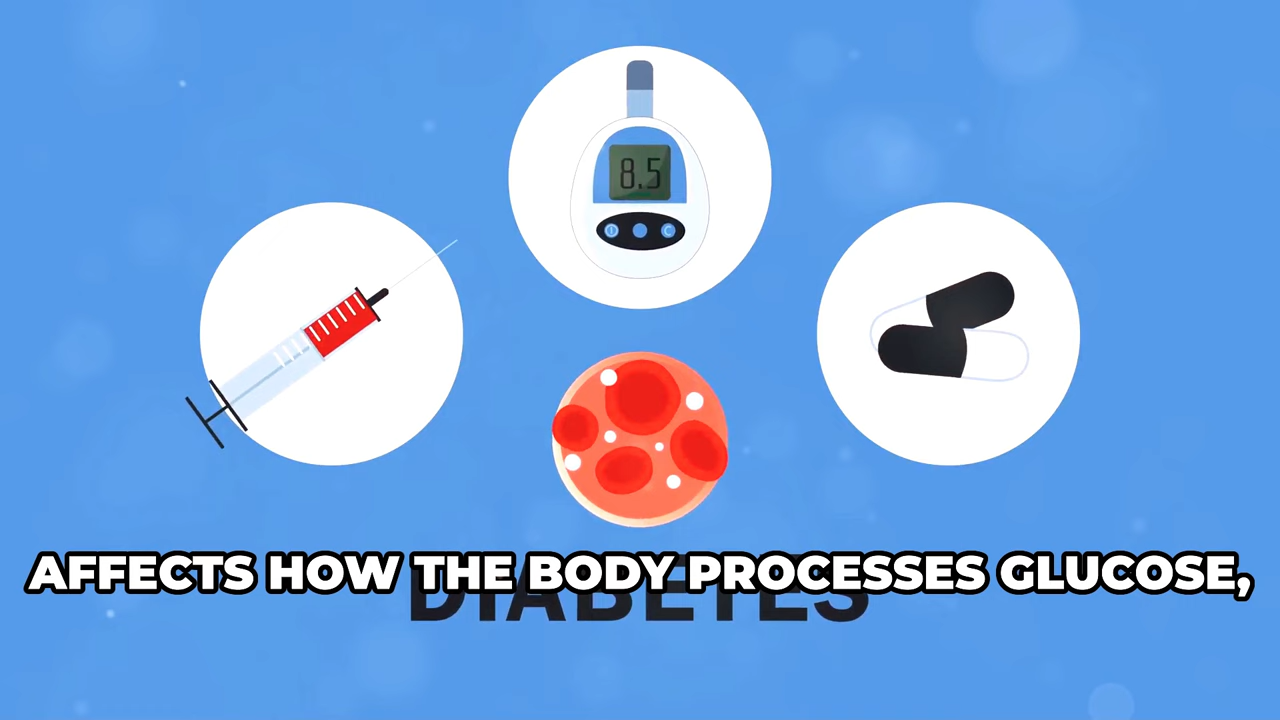 8.5
AFFECTS HOW THE BODY PROCESSES GLUCOSE,
DIABETES